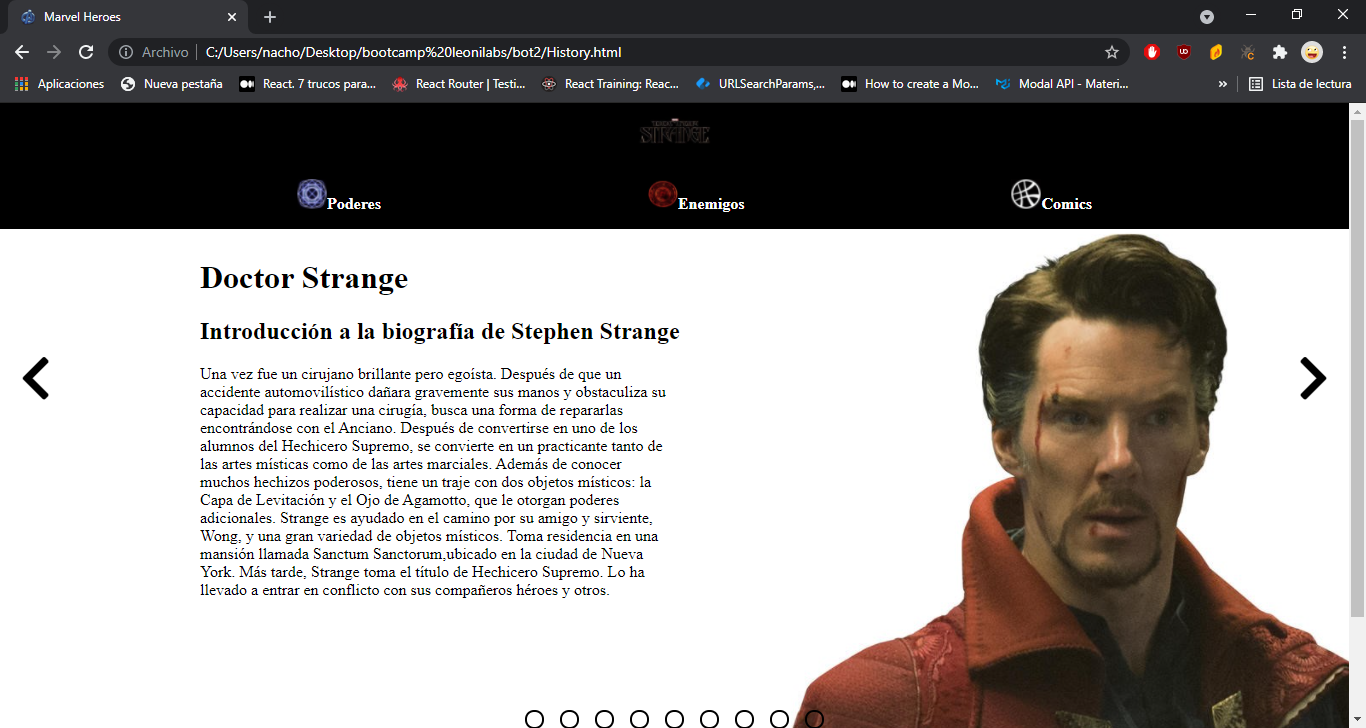 Marvel Heroes
Archivo C:/Users/nacho/Desktop/bootcamp%20leonilabs/bot2/History.html
UD
Aplicaciones Nueva pestaña React. 7 trucos para... React Router | Testi... React Training: Reac... URLSearchParams,... How to create a Mo... Modal API - Materi... » Lista de lectura
STRANGE
Poderes Enemigos Comics
Doctor Strange
Introducción a la biografía de Stephen Strange
Una vez fue un cirujano brillante pero egoísta. Después de que un
accidente automovilístico dañara gravemente sus manos y obstaculiza su
capacidad para realizar una cirugía, busca una forma de repararlas
encontrándose con el Anciano. Después de convertirse en uno de los
alumnos del Hechicero Supremo, se convierte en un practicante tanto de
las artes místicas como de las artes marciales. Además de conocer
muchos hechizos poderosos, tiene un traje con dos objetos místicos: la
Capa de Levitación y el Ojo de Agamotto, que le otorgan poderes
adicionales. Strange es ayudado en el camino por su amigo y sirviente,
Wong, y una gran variedad de objetos místicos. Toma residencia en una
mansión llamada Sanctum Sanctorum,ubicado en la ciudad de Nueva
York. Más tarde, Strange toma el título de Hechicero Supremo. Lo ha
llevado a entrar en conflicto con sus compañeros héroes y otros.